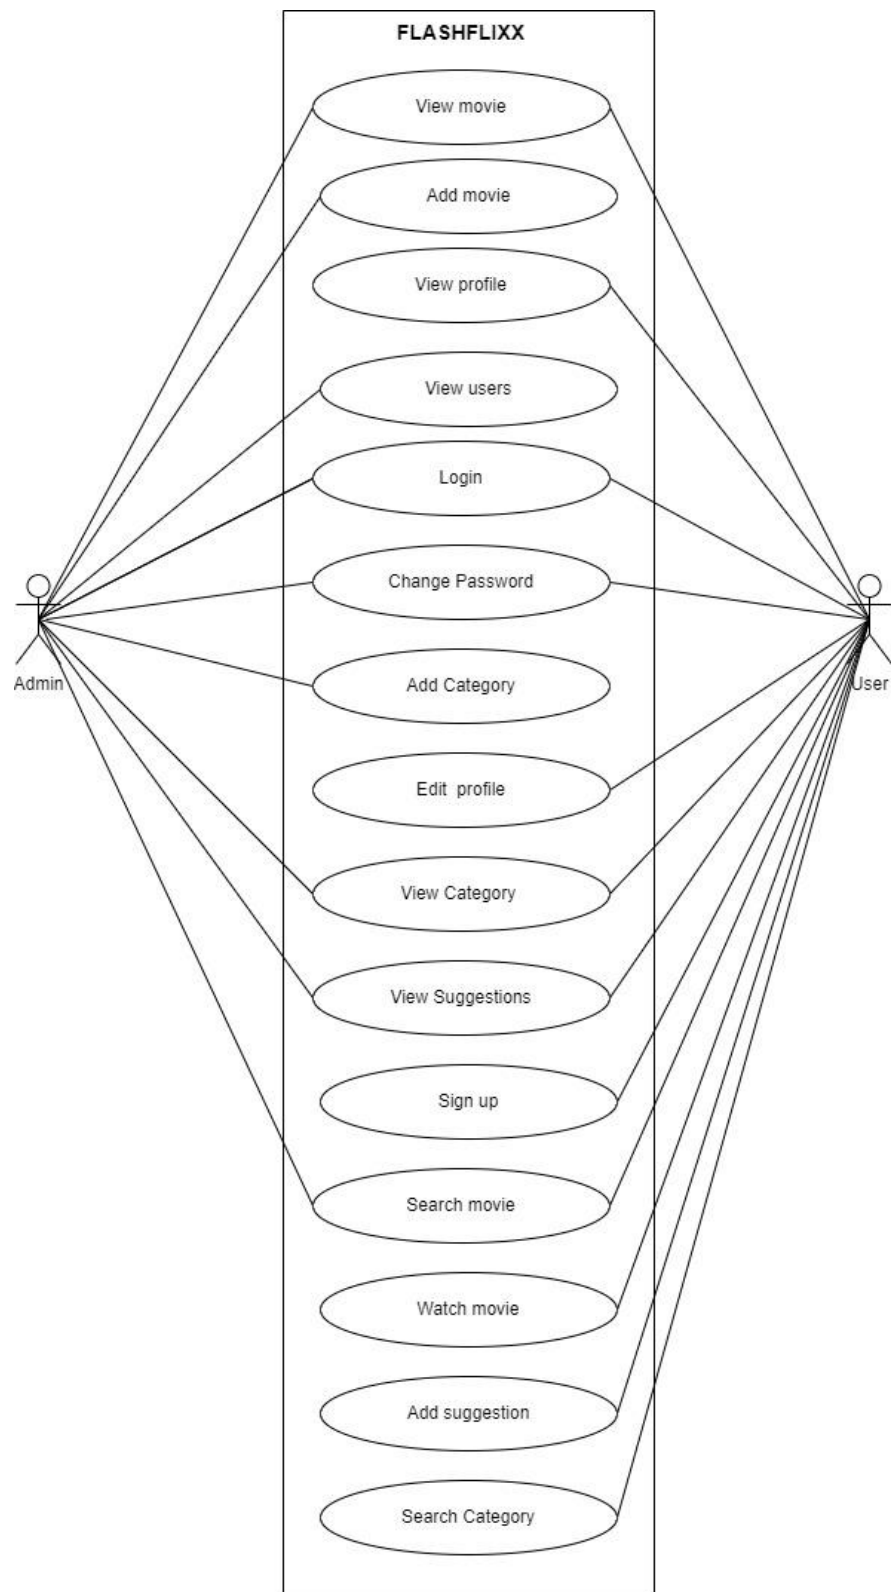 FLASHFLIXX
View movie
Add movie
View profile
View users
Login
Change Password
Admin
User
Add Category
Edit  profile
View Category
View Suggestions
Sign up
Search movie
Watch movie
Add suggestion
Search Category